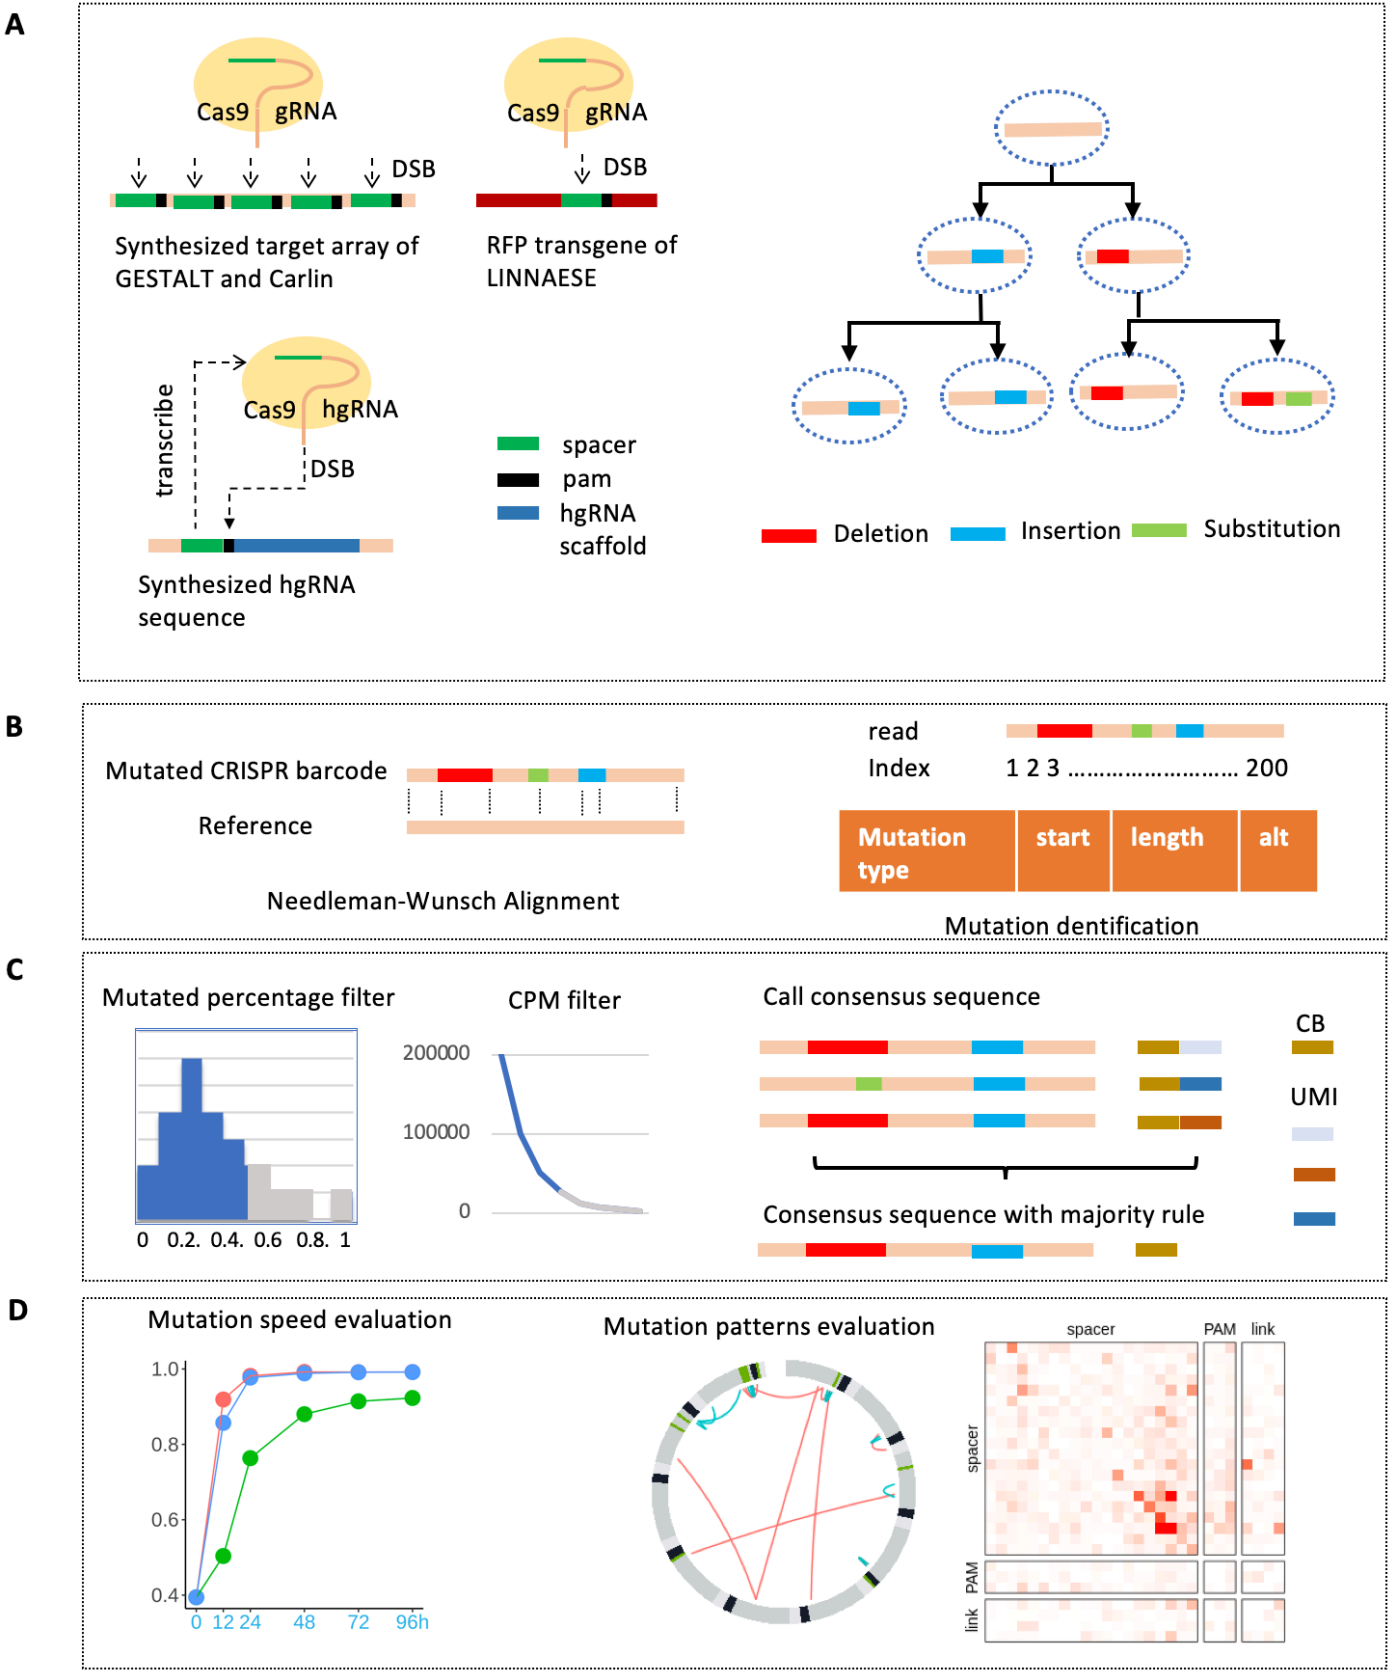 A
Cas9 gRNA
DSB
Synthesized target array of
GESTALT and Carlin
Cas9 gRNA
DSB
RFP transgene of
LINNAESE
transcribe
Cas9 hgRNA
DSB
Synthesized hgRNA
sequence
spacer
pam
hgRNA
scaffold
Deletion Insertion Substitution
B
Mutated CRISPR barcode
Reference
Needleman-Wunsch Alignment
read
Index 1 2 3 .................................... 200
Mutation
type
start
length
alt
Mutation dentification
C
Mutated percentage filter
0 0.2. 0.4. 0.6 0.8. 1
CPM filter
200000
100000
0
Call consensus sequence
Consensus sequence with majority rule
CB
UMI
D
Mutation speed evaluation
1.0
0.8
0.6
0.4
0 12 24 48 72 96h
Mutation patterns evaluation
spacer PAM link
spacer
PAM
link